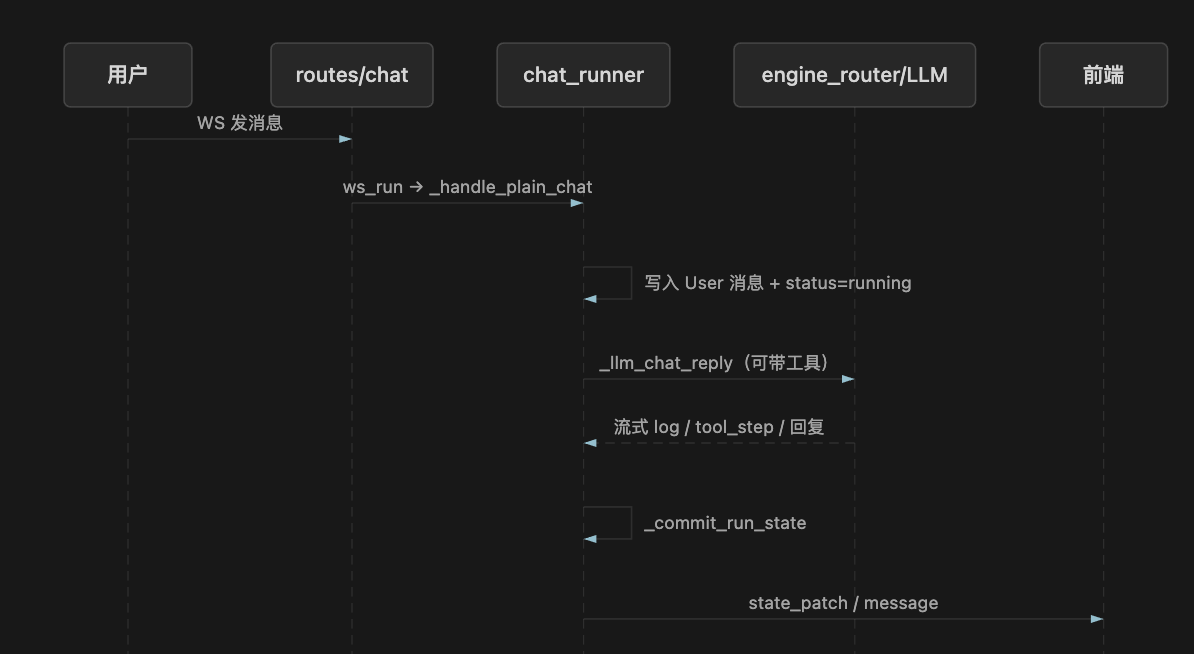 用户
routes/chat
chat_runner
engine_router/LLM
前端
WS 发消息
ws_run → _handle_plain_chat
写入 User 消息 + status=running
_llm_chat_reply（可带工具）
流式 log / tool_step / 回复
_commit_run_state
state_patch / message